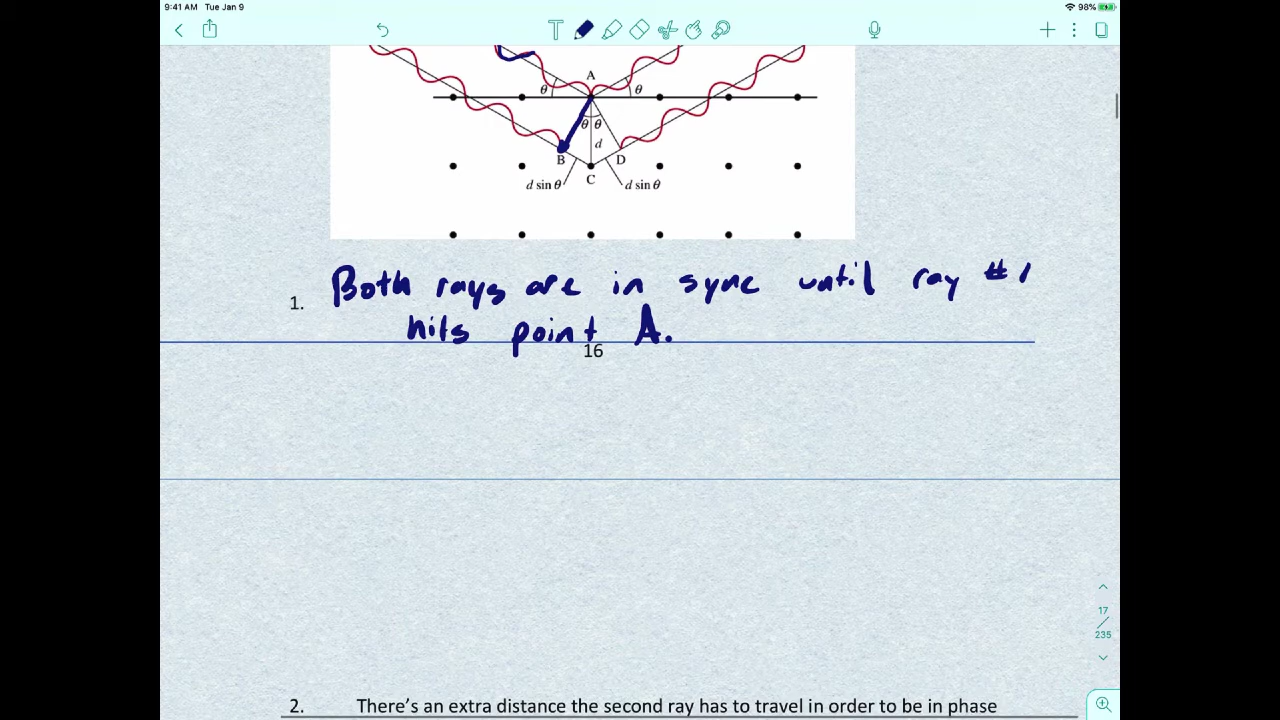 9:41 AM Tue Jan 9
98%
T
A
θ θ
θ θ
d
B D
C
d sin θ d sin θ
Both rays are in sync until ray #1
1.
hits point A.
16
17
/
235
2. There's an extra distance the second ray has to travel in order to be in phase